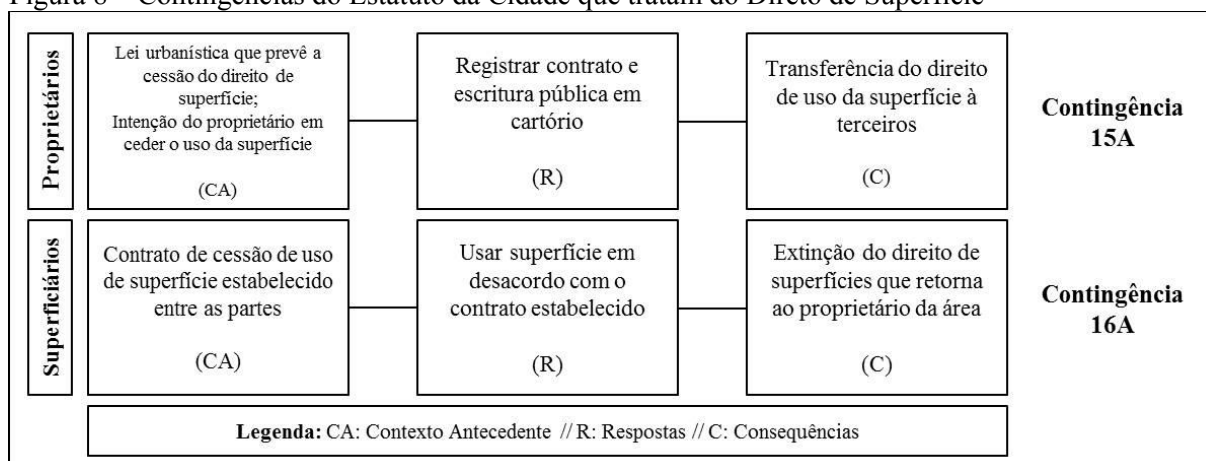 Figura 8 – Contingências do Estatuto da Cidade que tratam do Direto de Superfície
Proprietários
Lei urbanística que prevê a
cessão do direito de
superfície;
Intenção do proprietário em
ceder o uso da superfície
(CA)
Registrar contrato e
escritura pública em
cartório
(R)
Transferência do direito
de uso da superfície à
terceiros
(C)
Contingência
15A
Superficiários
Contrato de cessão de uso
de superfície estabelecido
entre as partes
(CA)
Usar superfície em
desacordo com o
contrato estabelecido
(R)
Extinção do direito de
superfícies que retorna
ao proprietário da área
(C)
Contingência
16A
Legenda: CA: Contexto Antecedente // R: Respostas // C: Consequências